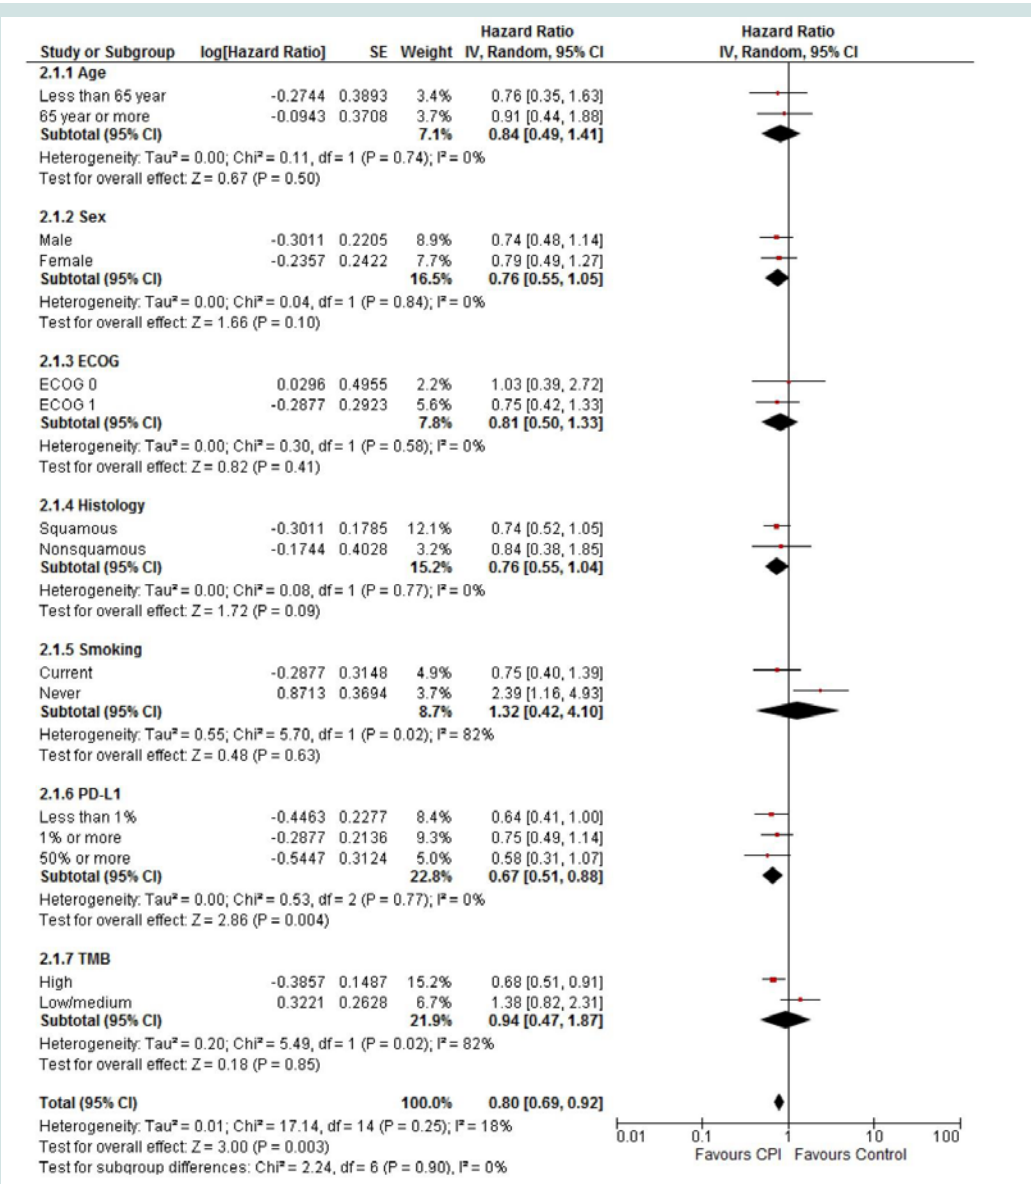 Hazard Ratio Hazard Ratio
Study or Subgroup log[Hazard Ratio] SE Weight IV, Random, 95% CI IV, Random, 95% CI
2.1.1 Age
Less than 65 year -0.2744 0.3893 3.4% 0.76 [0.35, 1.63]
65 year or more -0.0943 0.3708 3.7% 0.91 [0.44, 1.88]
Subtotal (95% CI) 7.1% 0.84 [0.49, 1.41]
Heterogeneity: Tau² = 0.00; Chi² = 0.11, df = 1 (P = 0.74); I² = 0%
Test for overall effect: Z = 0.67 (P = 0.50)
2.1.2 Sex
Male -0.3011 0.2205 8.9% 0.74 [0.48, 1.14]
Female -0.2357 0.2422 7.7% 0.79 [0.49, 1.27]
Subtotal (95% CI) 16.5% 0.76 [0.55, 1.05]
Heterogeneity: Tau² = 0.00; Chi² = 0.04, df = 1 (P = 0.84); I² = 0%
Test for overall effect: Z = 1.66 (P = 0.10)
2.1.3 ECOG
ECOG 0 0.0296 0.4955 2.2% 1.03 [0.39, 2.72]
ECOG 1 -0.2877 0.2923 5.6% 0.75 [0.42, 1.33]
Subtotal (95% CI) 7.8% 0.81 [0.50, 1.33]
Heterogeneity: Tau² = 0.00; Chi² = 0.30, df = 1 (P = 0.58); I² = 0%
Test for overall effect: Z = 0.82 (P = 0.41)
2.1.4 Histology
Squamous -0.3011 0.1785 12.1% 0.74 [0.52, 1.05]
Nonsquamous -0.1744 0.4028 3.2% 0.84 [0.38, 1.85]
Subtotal (95% CI) 15.2% 0.76 [0.55, 1.04]
Heterogeneity: Tau² = 0.00; Chi² = 0.08, df = 1 (P = 0.77); I² = 0%
Test for overall effect: Z = 1.72 (P = 0.09)
2.1.5 Smoking
Current -0.2877 0.3148 4.9% 0.75 [0.40, 1.39]
Never 0.8713 0.3694 3.7% 2.39 [1.16, 4.93]
Subtotal (95% CI) 8.7% 1.32 [0.42, 4.10]
Heterogeneity: Tau² = 0.55; Chi² = 5.70, df = 1 (P = 0.02); I² = 82%
Test for overall effect: Z = 0.48 (P = 0.63)
2.1.6 PD-L1
Less than 1% -0.4463 0.2277 8.4% 0.64 [0.41, 1.00]
1% or more -0.2877 0.2136 9.3% 0.75 [0.49, 1.14]
50% or more -0.5447 0.3124 5.0% 0.58 [0.31, 1.07]
Subtotal (95% CI) 22.8% 0.67 [0.51, 0.88]
Heterogeneity: Tau² = 0.00; Chi² = 0.53, df = 2 (P = 0.77); I² = 0%
Test for overall effect: Z = 2.86 (P = 0.004)
2.1.7 TMB
High -0.3857 0.1487 15.2% 0.68 [0.51, 0.91]
Low/medium 0.3221 0.2628 6.7% 1.38 [0.82, 2.31]
Subtotal (95% CI) 21.9% 0.94 [0.47, 1.87]
Heterogeneity: Tau² = 0.20; Chi² = 5.49, df = 1 (P = 0.02); I² = 82%
Test for overall effect: Z = 0.18 (P = 0.85)
Total (95% CI) 100.0% 0.80 [0.69, 0.92]
Heterogeneity: Tau² = 0.01; Chi² = 17.14, df = 14 (P = 0.25); I² = 18%
Test for overall effect: Z = 3.00 (P = 0.003)
Test for subgroup differences: Chi² = 2.24, df = 6 (P = 0.90), I² = 0%
0.01 0.1 1 10 100
Favours CPI Favours Control